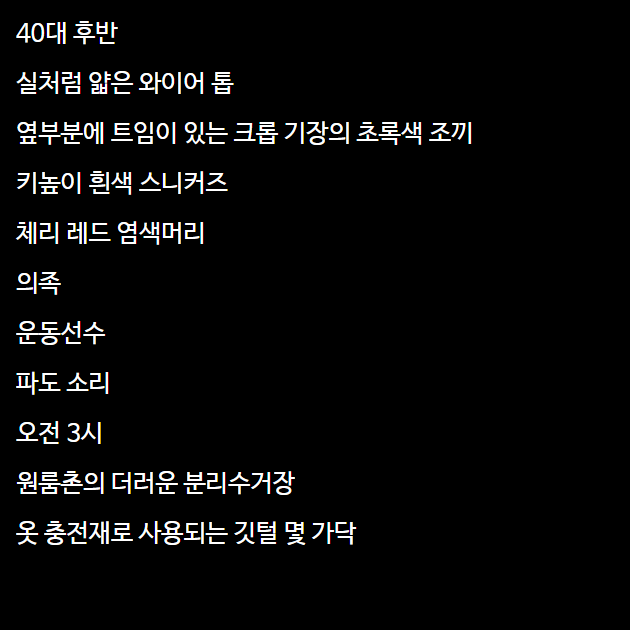 40대 후반
실처럼 얇은 와이어 톱
옆부분에 트임이 있는 크롭 기장의 초록색 조끼
키높이 흰색 스니커즈
체리 레드 염색머리
의족
운동선수
파도 소리
오전 3시
원룸촌의 더러운 분리수거장
옷 충전재로 사용되는 깃털 몇 가닥